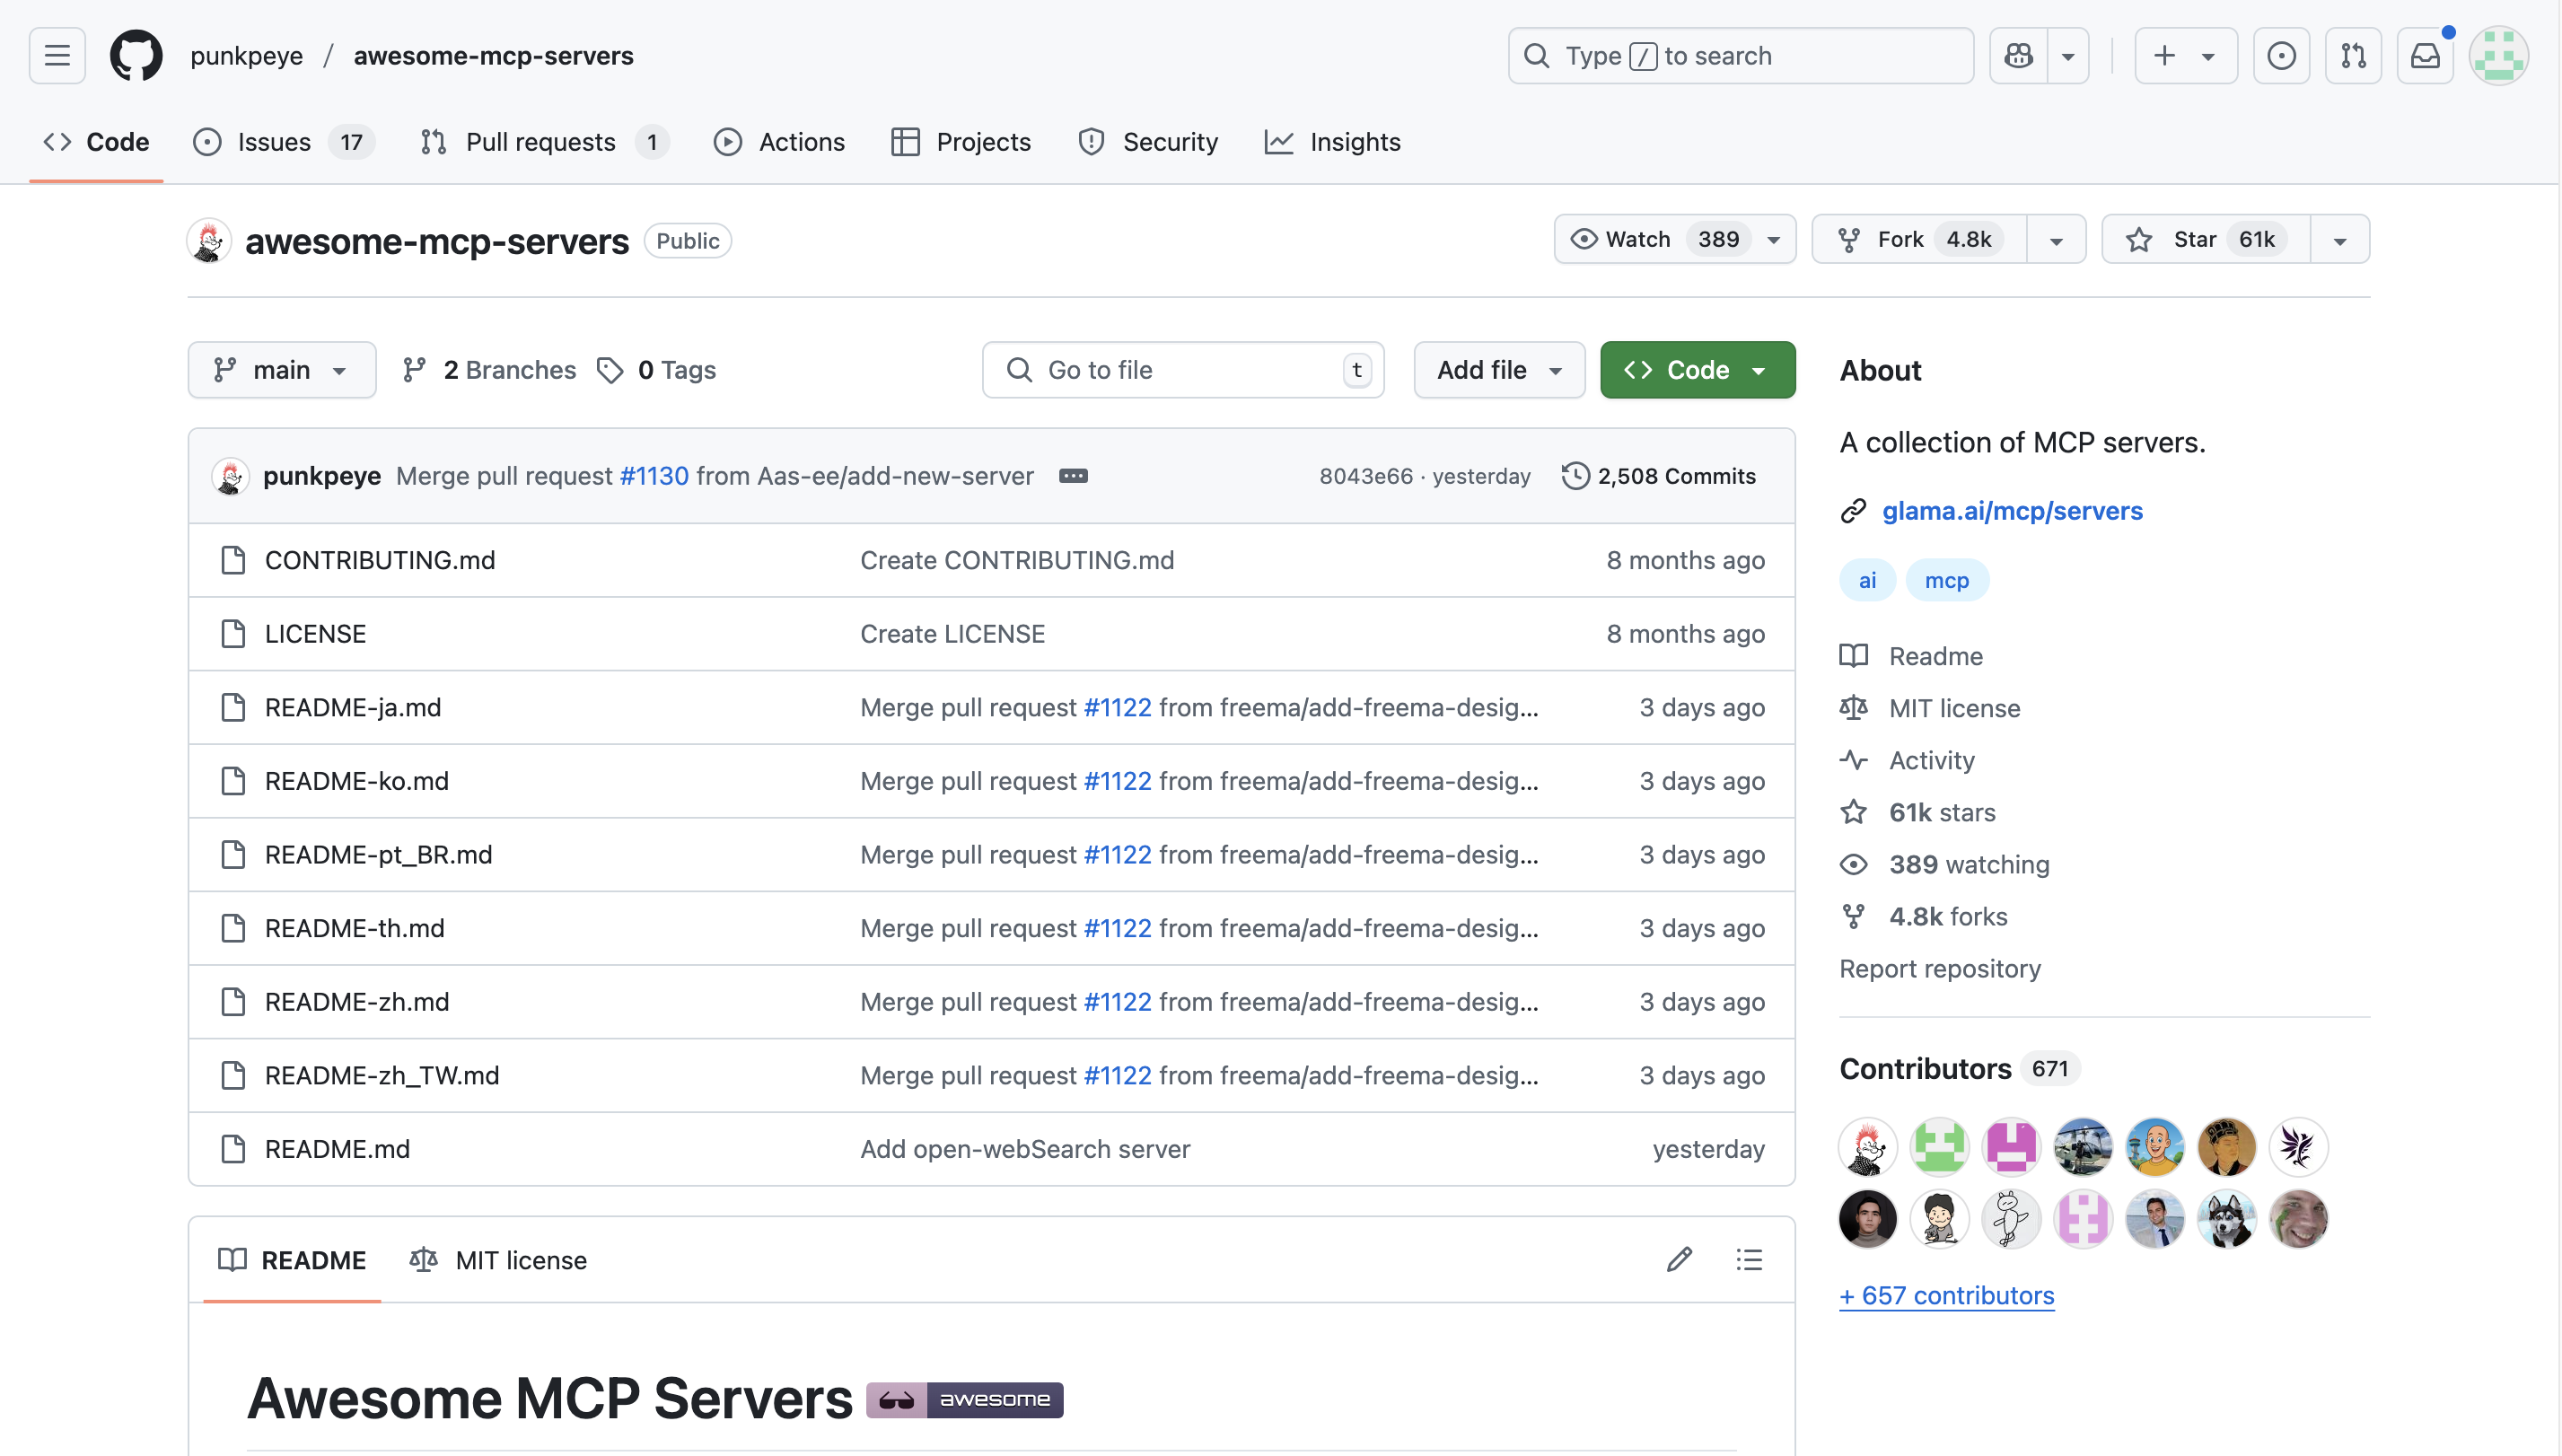 punkpeye / awesome-mcp-servers
Type / to search
Code
Issues 17
Pull requests 1
Actions
Projects
Security
Insights
awesome-mcp-servers Public
Watch 389
Fork 4.8k
Star 61k
main
2 Branches
0 Tags
Go to file t
Add file
Code
punkpeye Merge pull request #1130 from Aas-ee/add-new-server
8043e66 · yesterday
2,508 Commits
CONTRIBUTING.md Create CONTRIBUTING.md 8 months ago
LICENSE Create LICENSE 8 months ago
README-ja.md Merge pull request #1122 from freema/add-freema-desig... 3 days ago
README-ko.md Merge pull request #1122 from freema/add-freema-desig... 3 days ago
README-pt_BR.md Merge pull request #1122 from freema/add-freema-desig... 3 days ago
README-th.md Merge pull request #1122 from freema/add-freema-desig... 3 days ago
README-zh.md Merge pull request #1122 from freema/add-freema-desig... 3 days ago
README-zh_TW.md Merge pull request #1122 from freema/add-freema-desig... 3 days ago
README.md Add open-webSearch server yesterday
README
MIT license
Awesome MCP Servers awesome
About
A collection of MCP servers.
glama.ai/mcp/servers
ai mcp
Readme
MIT license
Activity
61k stars
389 watching
4.8k forks
Report repository
Contributors 671
+ 657 contributors